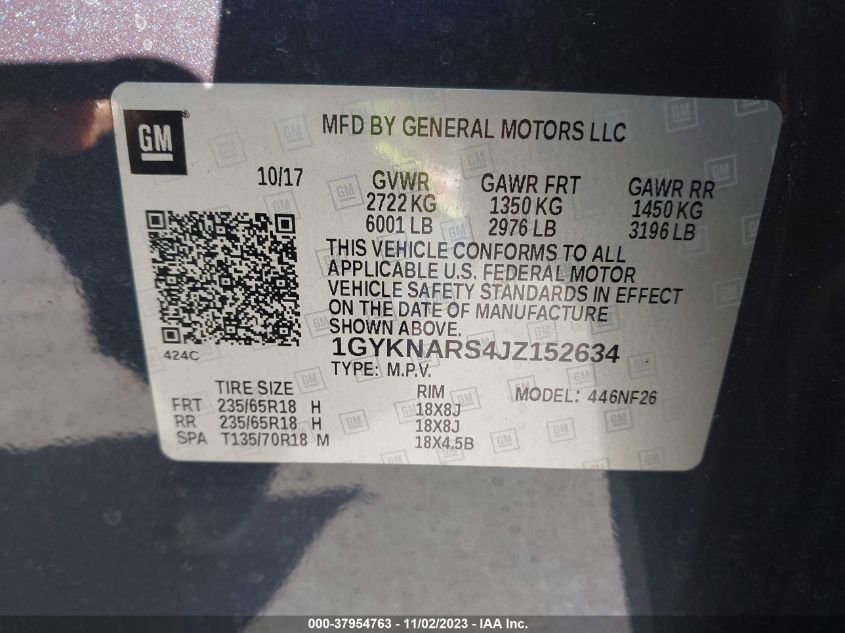 GM
MFD BY GENERAL MOTORS LLC
10/17
GVWR GAWR FRT GAWR RR
2722 KG 1350 KG 1450 KG
6001 LB 2976 LB 3196 LB
THIS VEHICLE CONFORMS TO ALL
APPLICABLE U.S. FEDERAL MOTOR
VEHICLE SAFETY STANDARDS IN EFFECT
ON THE DATE OF MANUFACTURE
SHOWN ABOVE.
424C
1GYKNARS4JZ152634
TYPE: M.P.V.
TIRE SIZE RIM MODEL: 446NF26
FRT 235/65R18 H 18X8J
RR 235/65R18 H 18X8J
SPA T135/70R18 M 18X4.5B
000-37954763 - 11/02/2023 - IAA Inc.